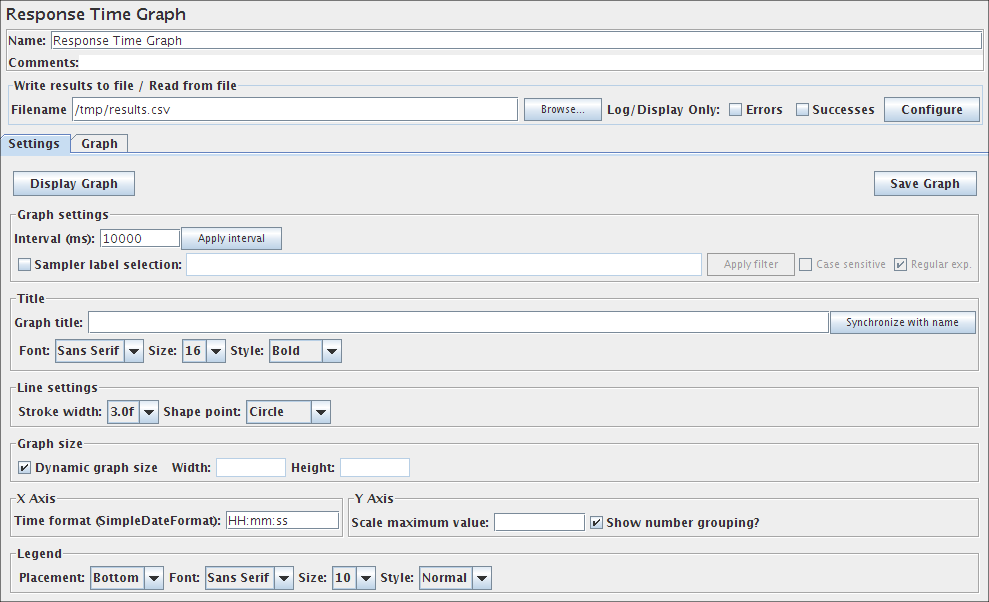 Response Time Graph
Name: Response Time Graph
Comments:
Write results to file / Read from file
Filename /tmp/results.csv Browse... Log/Display Only: Errors Successes Configure
Settings Graph
Display Graph Save Graph
Graph settings
Interval (ms): 10000 Apply interval
Sampler label selection: Apply filter Case sensitive Regular exp.
Title
Graph title: Synchronize with name
Font: Sans Serif Size: 16 Style: Bold
Line settings
Stroke width: 3.0f Shape point: Circle
Graph size
Dynamic graph size Width: Height:
X Axis Y Axis
Time format (SimpleDateFormat): HH:mm:ss Scale maximum value: Show number grouping?
Legend
Placement: Bottom Font: Sans Serif Size: 10 Style: Normal